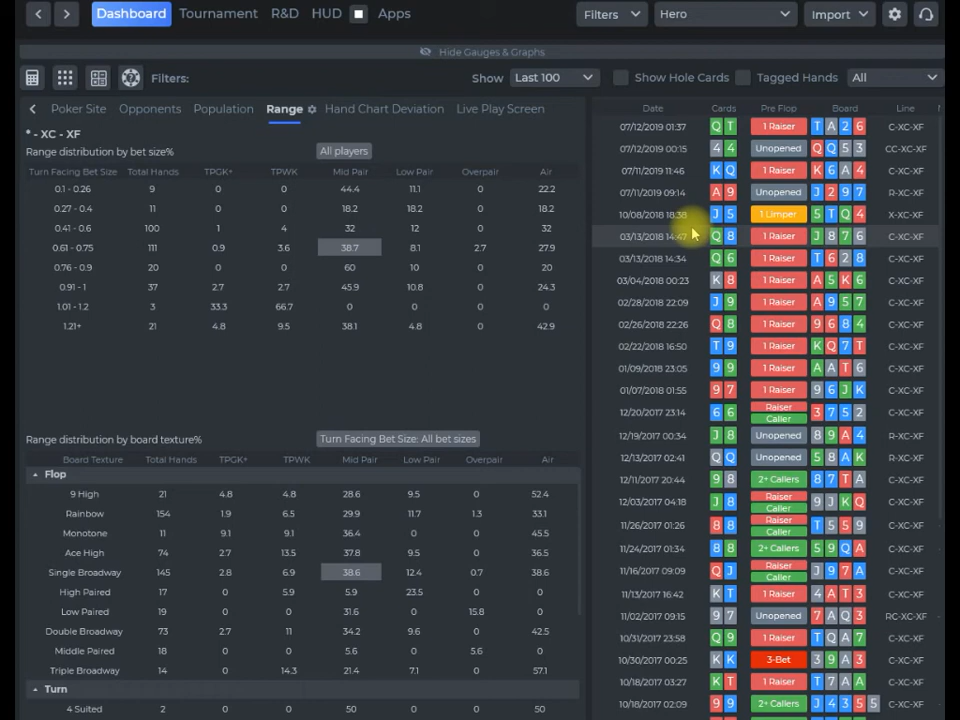 Dashboard Tournament R&D HUD Apps Filters Hero Import
Hide Gauges & Graphs
Filters: Show Last 100 Show Hole Cards Tagged Hands All
Poker Site Opponents Population Range Hand Chart Deviation Live Play Screen
* - XC - XF
Range distribution by bet size% All players
Turn Facing Bet Size Total Hands TPGK+ TPWK Mid Pair Low Pair Overpair Air
0.1 - 0.26 9 0 0 44.4 11.1 0 22.2
0.27 - 0.4 11 0 0 18.2 18.2 0 18.2
0.41 - 0.6 100 1 4 32 12 0 32
0.61 - 0.75 111 0.9 3.6 38.7 8.1 2.7 27.9
0.76 - 0.9 20 0 0 60 10 0 20
0.91 - 1 37 2.7 2.7 45.9 10.8 0 24.3
1.01 - 1.2 3 33.3 66.7 0 0 0 0
1.21+ 21 4.8 9.5 38.1 4.8 0 42.9
Range distribution by board texture% Turn Facing Bet Size: All bet sizes
Board Texture Total Hands TPGK+ TPWK Mid Pair Low Pair Overpair Air
Flop
9 High 21 4.8 4.8 28.6 9.5 0 52.4
Rainbow 154 1.9 6.5 29.9 11.7 1.3 33.1
Monotone 11 9.1 9.1 36.4 0 0 45.5
Ace High 74 2.7 13.5 37.8 9.5 0 36.5
Single Broadway 145 2.8 6.9 38.6 12.4 0.7 38.6
High Paired 17 0 5.9 5.9 23.5 0 0
Low Paired 19 0 0 31.6 0 15.8 0
Double Broadway 73 2.7 11 34.2 9.6 0 42.5
Middle Paired 18 0 0 5.6 0 5.6 0
Triple Broadway 14 0 14.3 21.4 7.1 0 57.1
Turn
4 Suited 2 0 0 50 0 0 50
Date Cards Pre Flop Board Line
07/12/2019 01:37 Q T 1 Raiser T A 2 6 C-XC-XF
07/12/2019 00:15 4 4 Unopened Q Q 5 3 CC-XC-XF
07/11/2019 11:46 K Q 1 Raiser K 6 A 4 C-XC-XF
07/11/2019 09:14 A 9 Unopened J 2 9 7 R-XC-XF
10/08/2018 18:38 J 5 1 Limper 5 T Q 4 X-XC-XF
03/13/2018 14:47 Q 8 1 Raiser J 8 7 6 C-XC-XF
03/13/2018 14:34 Q 6 1 Raiser T 6 2 8 C-XC-XF
03/04/2018 00:23 K 8 1 Raiser A 5 K 6 C-XC-XF
02/28/2018 22:09 J 9 1 Raiser A 9 5 7 C-XC-XF
02/26/2018 22:26 Q 8 1 Raiser 9 6 8 4 C-XC-XF
02/22/2018 16:50 T 9 1 Raiser K Q 7 T C-XC-XF
01/09/2018 23:05 9 9 1 Raiser A A T 6 C-XC-XF
01/07/2018 01:55 9 7 1 Raiser 9 6 J K C-XC-XF
12/20/2017 23:14 6 6 Raiser Caller 3 7 5 2 C-XC-XF
12/19/2017 00:34 J 8 Unopened 8 9 A 4 R-XC-XF
12/13/2017 02:41 Q Q Unopened 5 8 A K R-XC-XF
12/11/2017 20:44 9 8 2+ Callers 8 7 T A C-XC-XF
12/03/2017 04:18 J 8 Raiser Caller 9 J K Q C-XC-XF
11/26/2017 01:26 8 8 Raiser Caller T 5 5 9 C-XC-XF
11/24/2017 01:34 8 8 2+ Callers 5 9 Q A C-XC-XF
11/16/2017 09:09 Q J Raiser Caller J 9 7 A C-XC-XF
11/13/2017 16:42 K T 1 Raiser 4 A T 3 C-XC-XF
11/02/2017 09:15 9 7 Unopened 7 A Q 3 RC-XC-XF
10/31/2017 23:58 Q 9 1 Raiser T Q A 7 C-XC-XF
10/30/2017 00:25 K K 3-Bet 3 9 A 3 C-XC-XF
10/18/2017 03:27 K T 1 Raiser T 7 A A C-XC-XF
10/18/2017 02:09 9 9 2+ Callers J 4 3 5 5 C-XC-XF